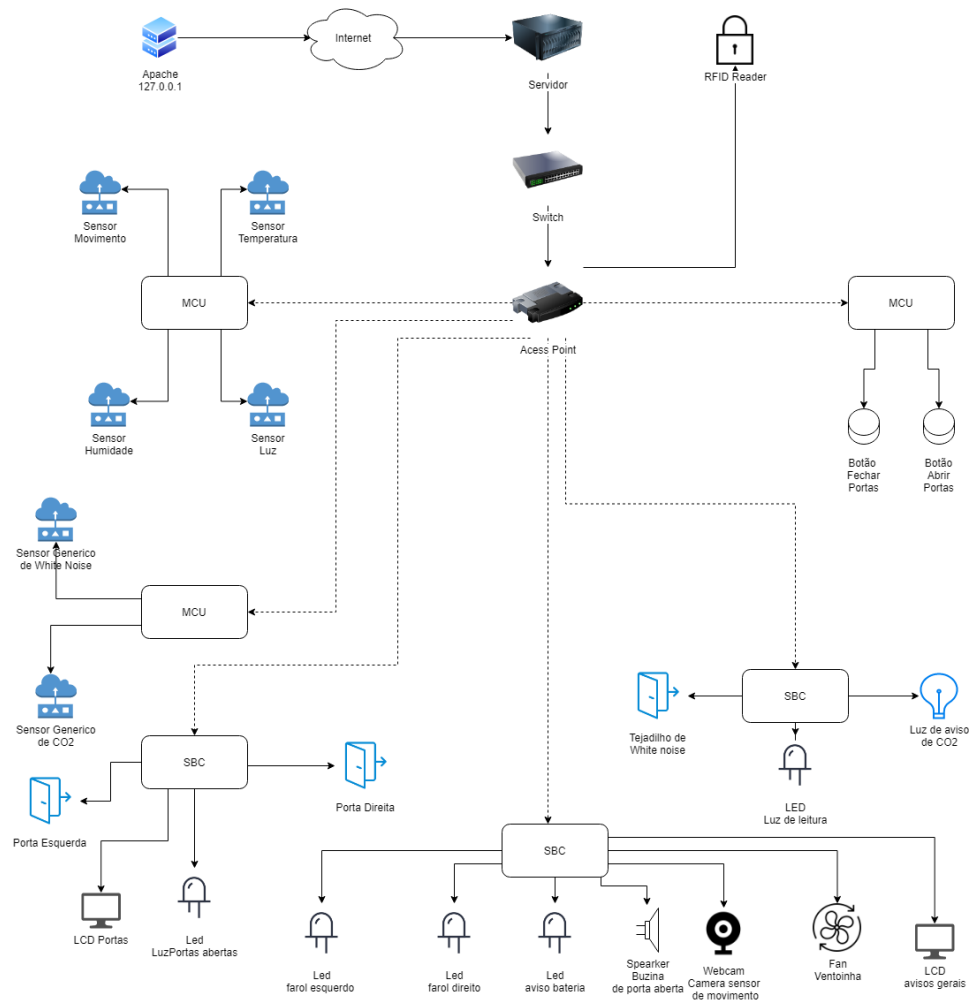 Internet
Apache
127.0.0.1
Servidor
RFID Reader
Switch
Sensor
Movimento
Sensor
Temperatura
MCU
MCU
Acess Point
Sensor
Humidade
Sensor
Luz
Botão
Fechar
Portas
Botão
Abrir
Portas
Sensor Generico
de White Noise
MCU
Sensor Generico
de CO2
SBC
Tejadilho de
White noise
Luz de aviso
de CO2
SBC
LED
Luz de leitura
Porta Direita
Porta Esquerda
SBC
LCD Portas
Led
LuzPortas abertas
Led
farol esquerdo
Led
farol direito
Led
aviso bateria
Spearker
Buzina
de porta aberta
Webcam
Camera sensor
de movimento
Fan
Ventoinha
LCD
avisos gerais